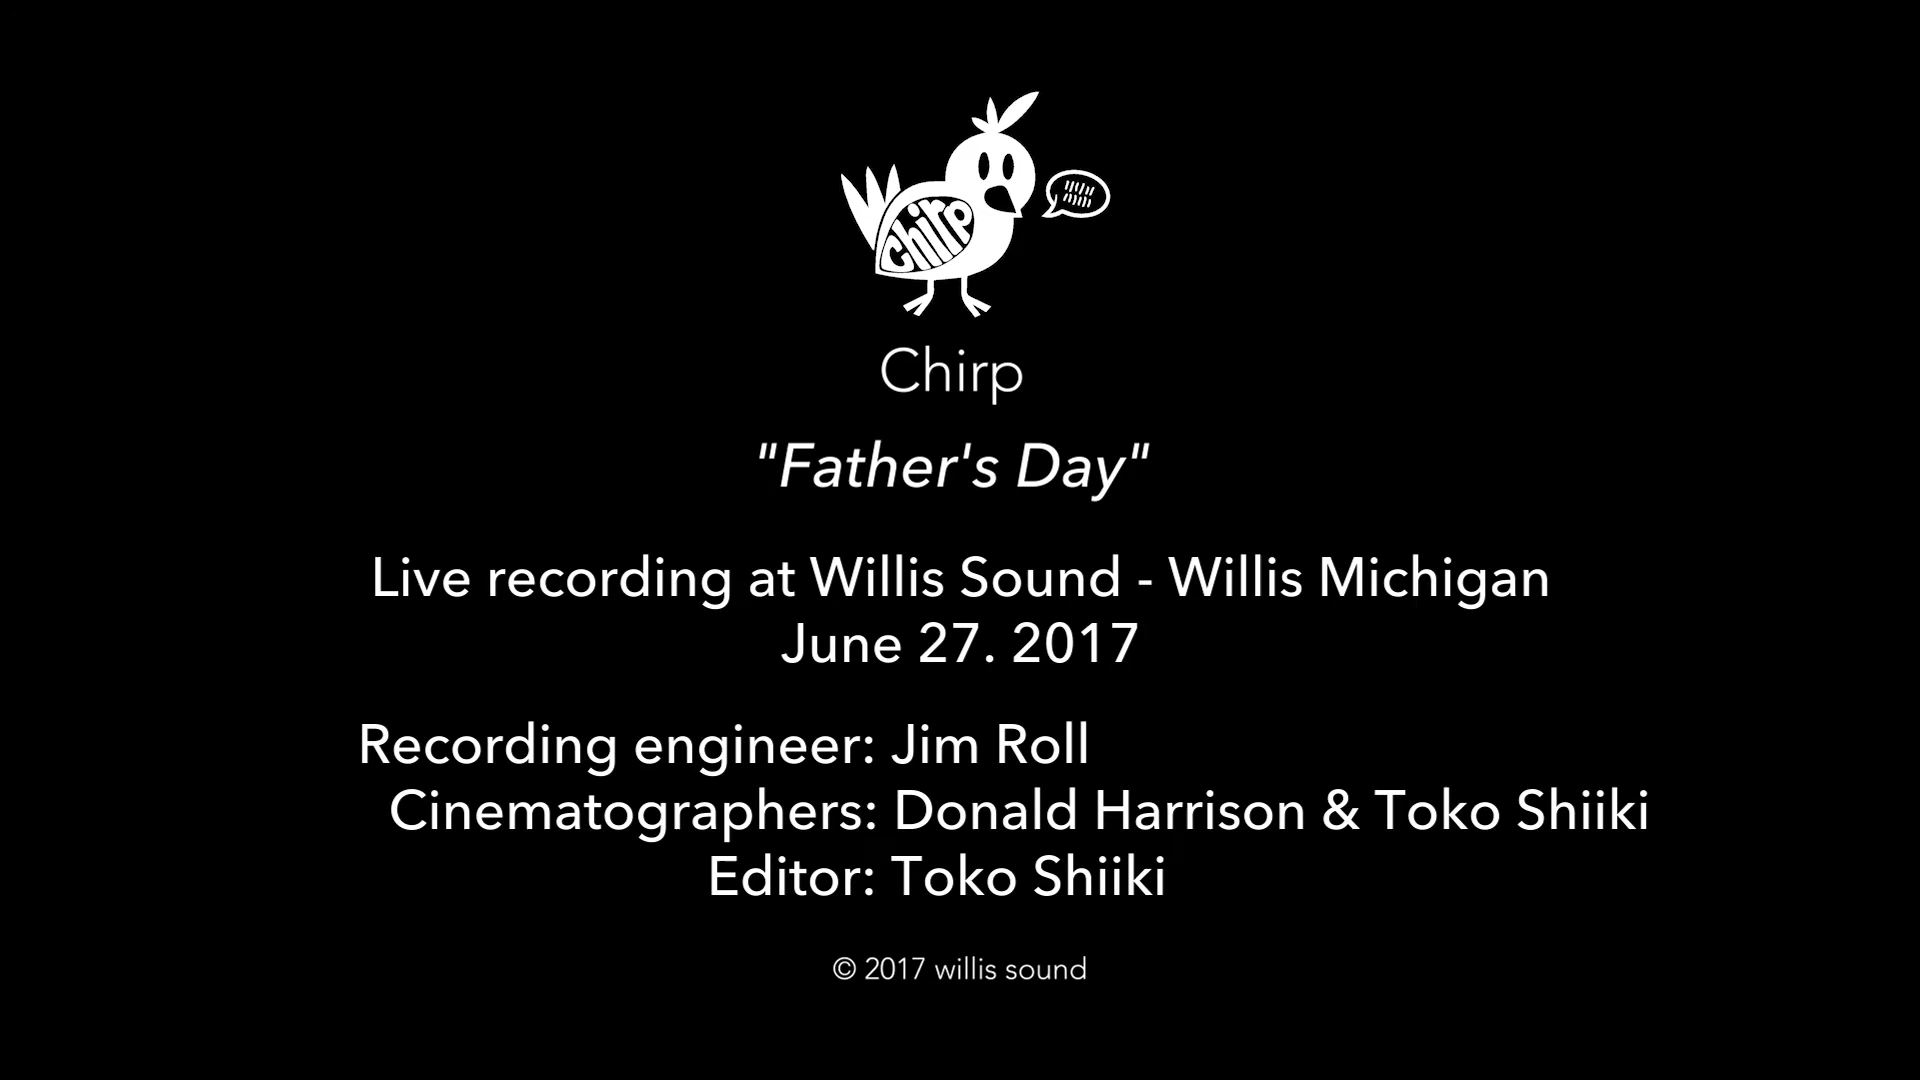 Chirp
Chirp
"Father's Day"
Live recording at Willis Sound - Willis Michigan
June 27. 2017
Recording engineer: Jim Roll
Cinematographers: Donald Harrison & Toko Shiiki
Editor: Toko Shiiki
© 2017 willis sound